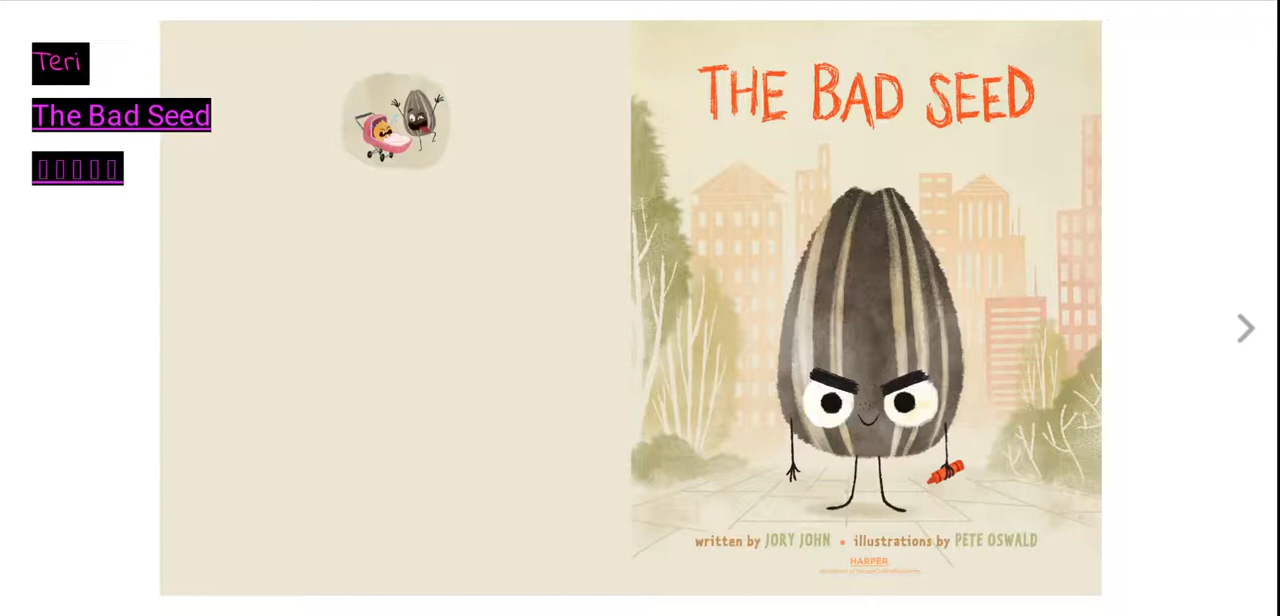 Teri
The Bad Seed
THE BAD SEED
written by JORY JOHN • illustrations by PETE OSWALD
HARPER